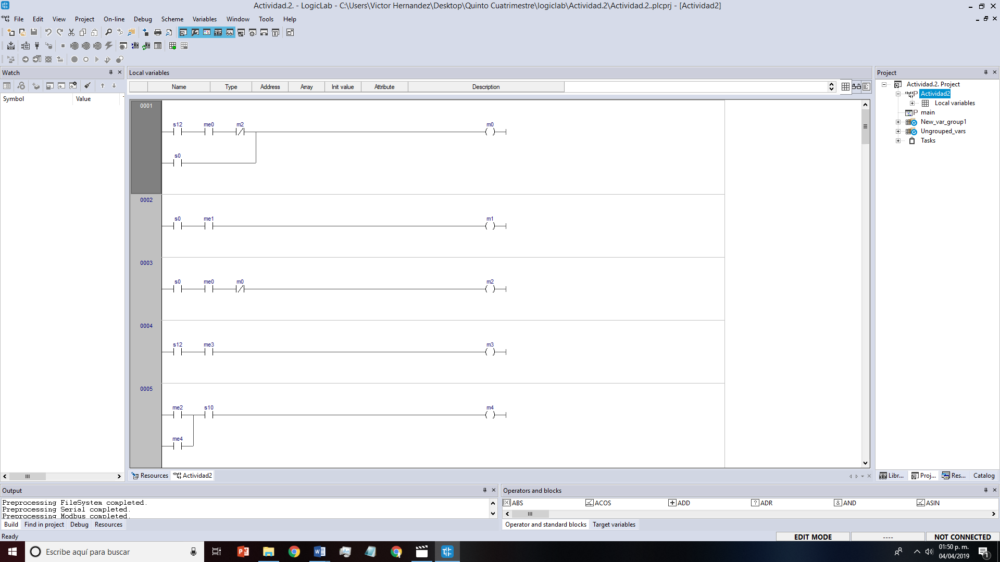 Actividad.2. - LogicLab - C:\Users\Victor Hernandez\Desktop\Quinto Cuatrimestre\logiclab\Actividad.2\Actividad.2..plcprj - [Actividad2]
File Edit View Project On-line Debug Scheme Variables Window Tools Help
Watch
Symbol Value
Local variables
Name Type Address Array Init value Attribute Description
0001
s12 me0 m2 m0
s0
0002
s0 me1 m1
0003
s0 me0 m0 m2
0004
s12 me3 m3
0005
me2 s10 m4
me4
Resources Actividad2
Project
Actividad.2. Project
Actividad2
Local variables
main
New_var_group1
Ungrouped_vars
Tasks
Libr... Proj... Res... Catalog
Output
Preprocessing FileSystem completed.
Preprocessing Serial completed.
Preprocessing Modbus completed.
Build Find in project Debug Resources
Operators and blocks
ABS ACOS ADD ADR AND ASIN
Operator and standard blocks Target variables
Ready
EDIT MODE ---- NOT CONNECTED
Escribe aquí para buscar
01:50 p. m.
04/04/2019
1